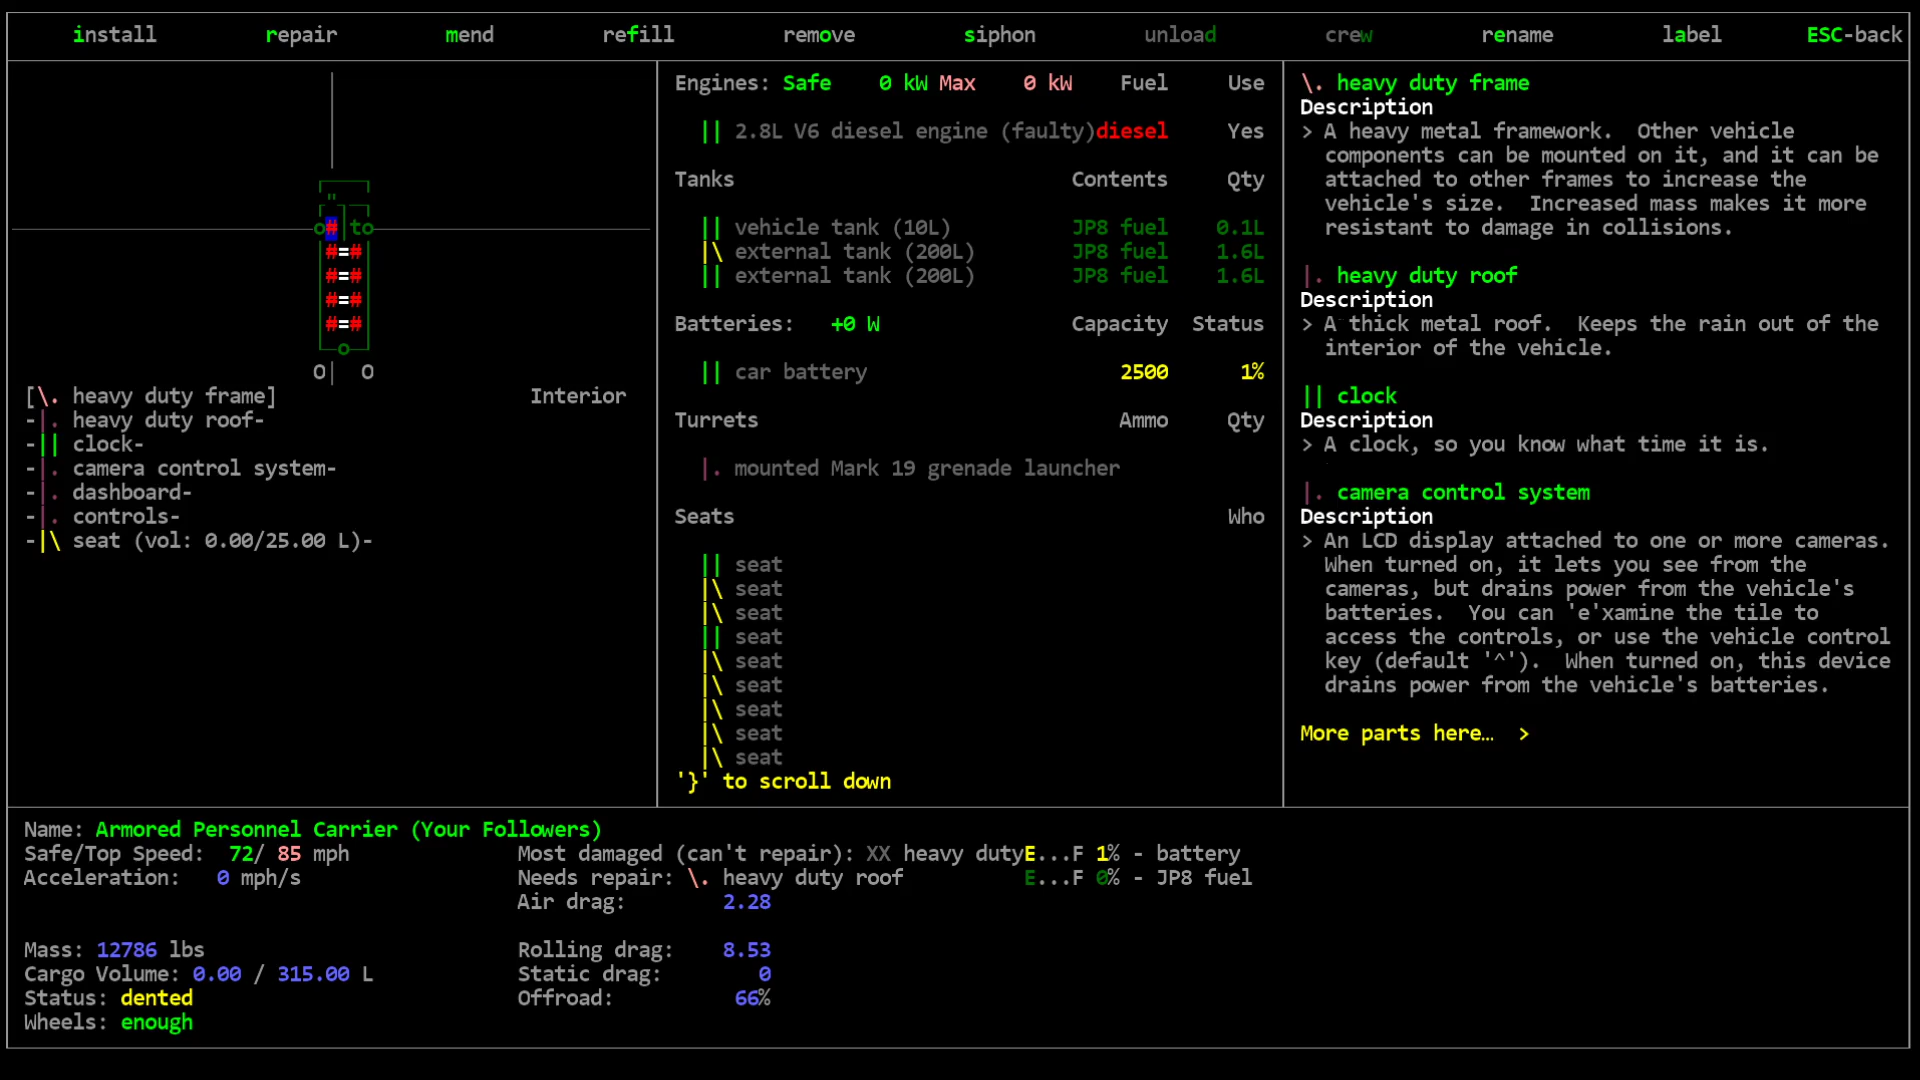 install repair mend refill remove siphon unload crew rename label ESC-back
Engines: Safe 0 kW Max 0 kW Fuel Use
|| 2.8L V6 diesel engine (faulty)diesel Yes
Tanks Contents Qty
|| vehicle tank (10L) JP8 fuel 0.1L
|\ external tank (200L) JP8 fuel 1.6L
|| external tank (200L) JP8 fuel 1.6L
Batteries: +0 W Capacity Status
|| car battery 2500 1%
Turrets Ammo Qty
|. mounted Mark 19 grenade launcher
Seats Who
|| seat
|\ seat
|\ seat
|| seat
|\ seat
|\ seat
|\ seat
|\ seat
|\ seat
'}' to scroll down
o#|to
#=#
#=#
#=#
#=#
o
O| O
[\. heavy duty frame] Interior
-|. heavy duty roof-
-|| clock-
-|. camera control system-
-|. dashboard-
-|. controls-
-|\ seat (vol: 0.00/25.00 L)-
\. heavy duty frame
Description
> A heavy metal framework. Other vehicle
components can be mounted on it, and it can be
attached to other frames to increase the
vehicle's size. Increased mass makes it more
resistant to damage in collisions.
|. heavy duty roof
Description
> A thick metal roof. Keeps the rain out of the
interior of the vehicle.
|| clock
Description
> A clock, so you know what time it is.
|. camera control system
Description
> An LCD display attached to one or more cameras.
When turned on, it lets you see from the
cameras, but drains power from the vehicle's
batteries. You can 'e'xamine the tile to
access the controls, or use the vehicle control
key (default '^'). When turned on, this device
drains power from the vehicle's batteries.
More parts here… >
Name: Armored Personnel Carrier (Your Followers)
Safe/Top Speed: 72/ 85 mph
Acceleration: 0 mph/s
Mass: 12786 lbs
Cargo Volume: 0.00 / 315.00 L
Status: dented
Wheels: enough
Most damaged (can't repair): XX heavy dutyE...F 1% - battery
Needs repair: \. heavy duty roof E...F 0% - JP8 fuel
Air drag: 2.28
Rolling drag: 8.53
Static drag: 0
Offroad: 66%